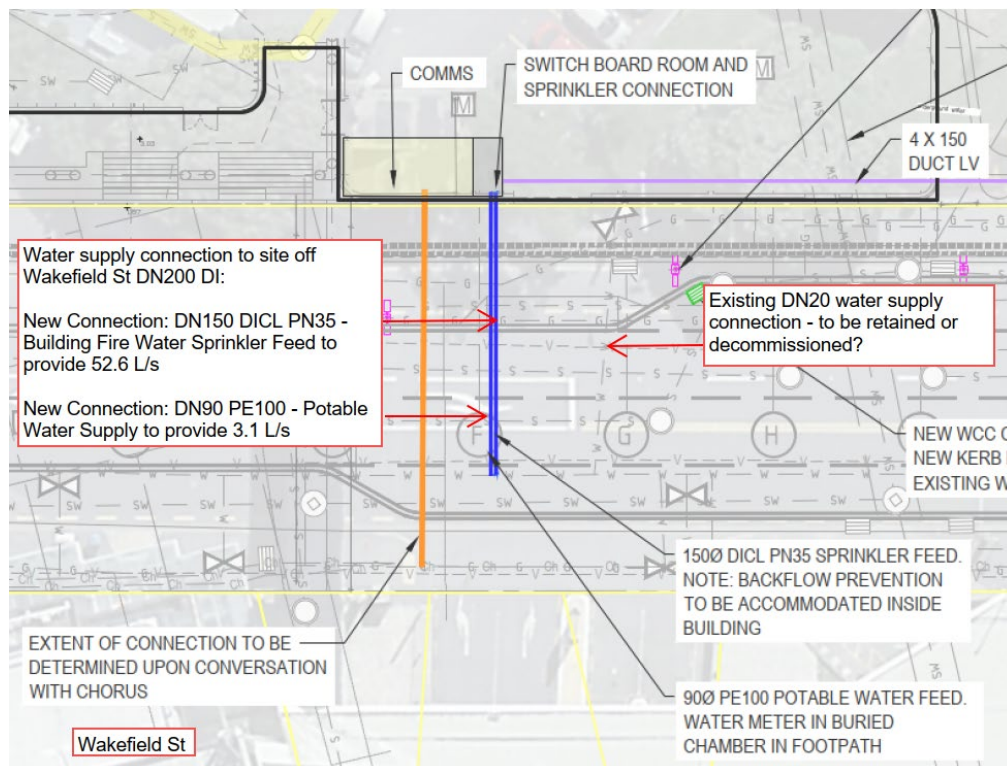 COMMS
SWITCH BOARD ROOM AND
SPRINKLER CONNECTION
M
M
4 X 150
DUCT LV
Water supply connection to site off
Wakefield St DN200 DI:
New Connection: DN150 DICL PN35 -
Building Fire Water Sprinkler Feed to
provide 52.6 L/s
New Connection: DN90 PE100 - Potable
Water Supply to provide 3.1 L/s
Existing DN20 water supply
connection - to be retained or
decommissioned?
F
G
H
NEW WCC
NEW KERB
EXISTING
150Ø DICL PN35 SPRINKLER FEED.
NOTE: BACKFLOW PREVENTION
TO BE ACCOMMODATED INSIDE
BUILDING
EXTENT OF CONNECTION TO BE
DETERMINED UPON CONVERSATION
WITH CHORUS
90Ø PE100 POTABLE WATER FEED.
WATER METER IN BURIED
CHAMBER IN FOOTPATH
Wakefield St